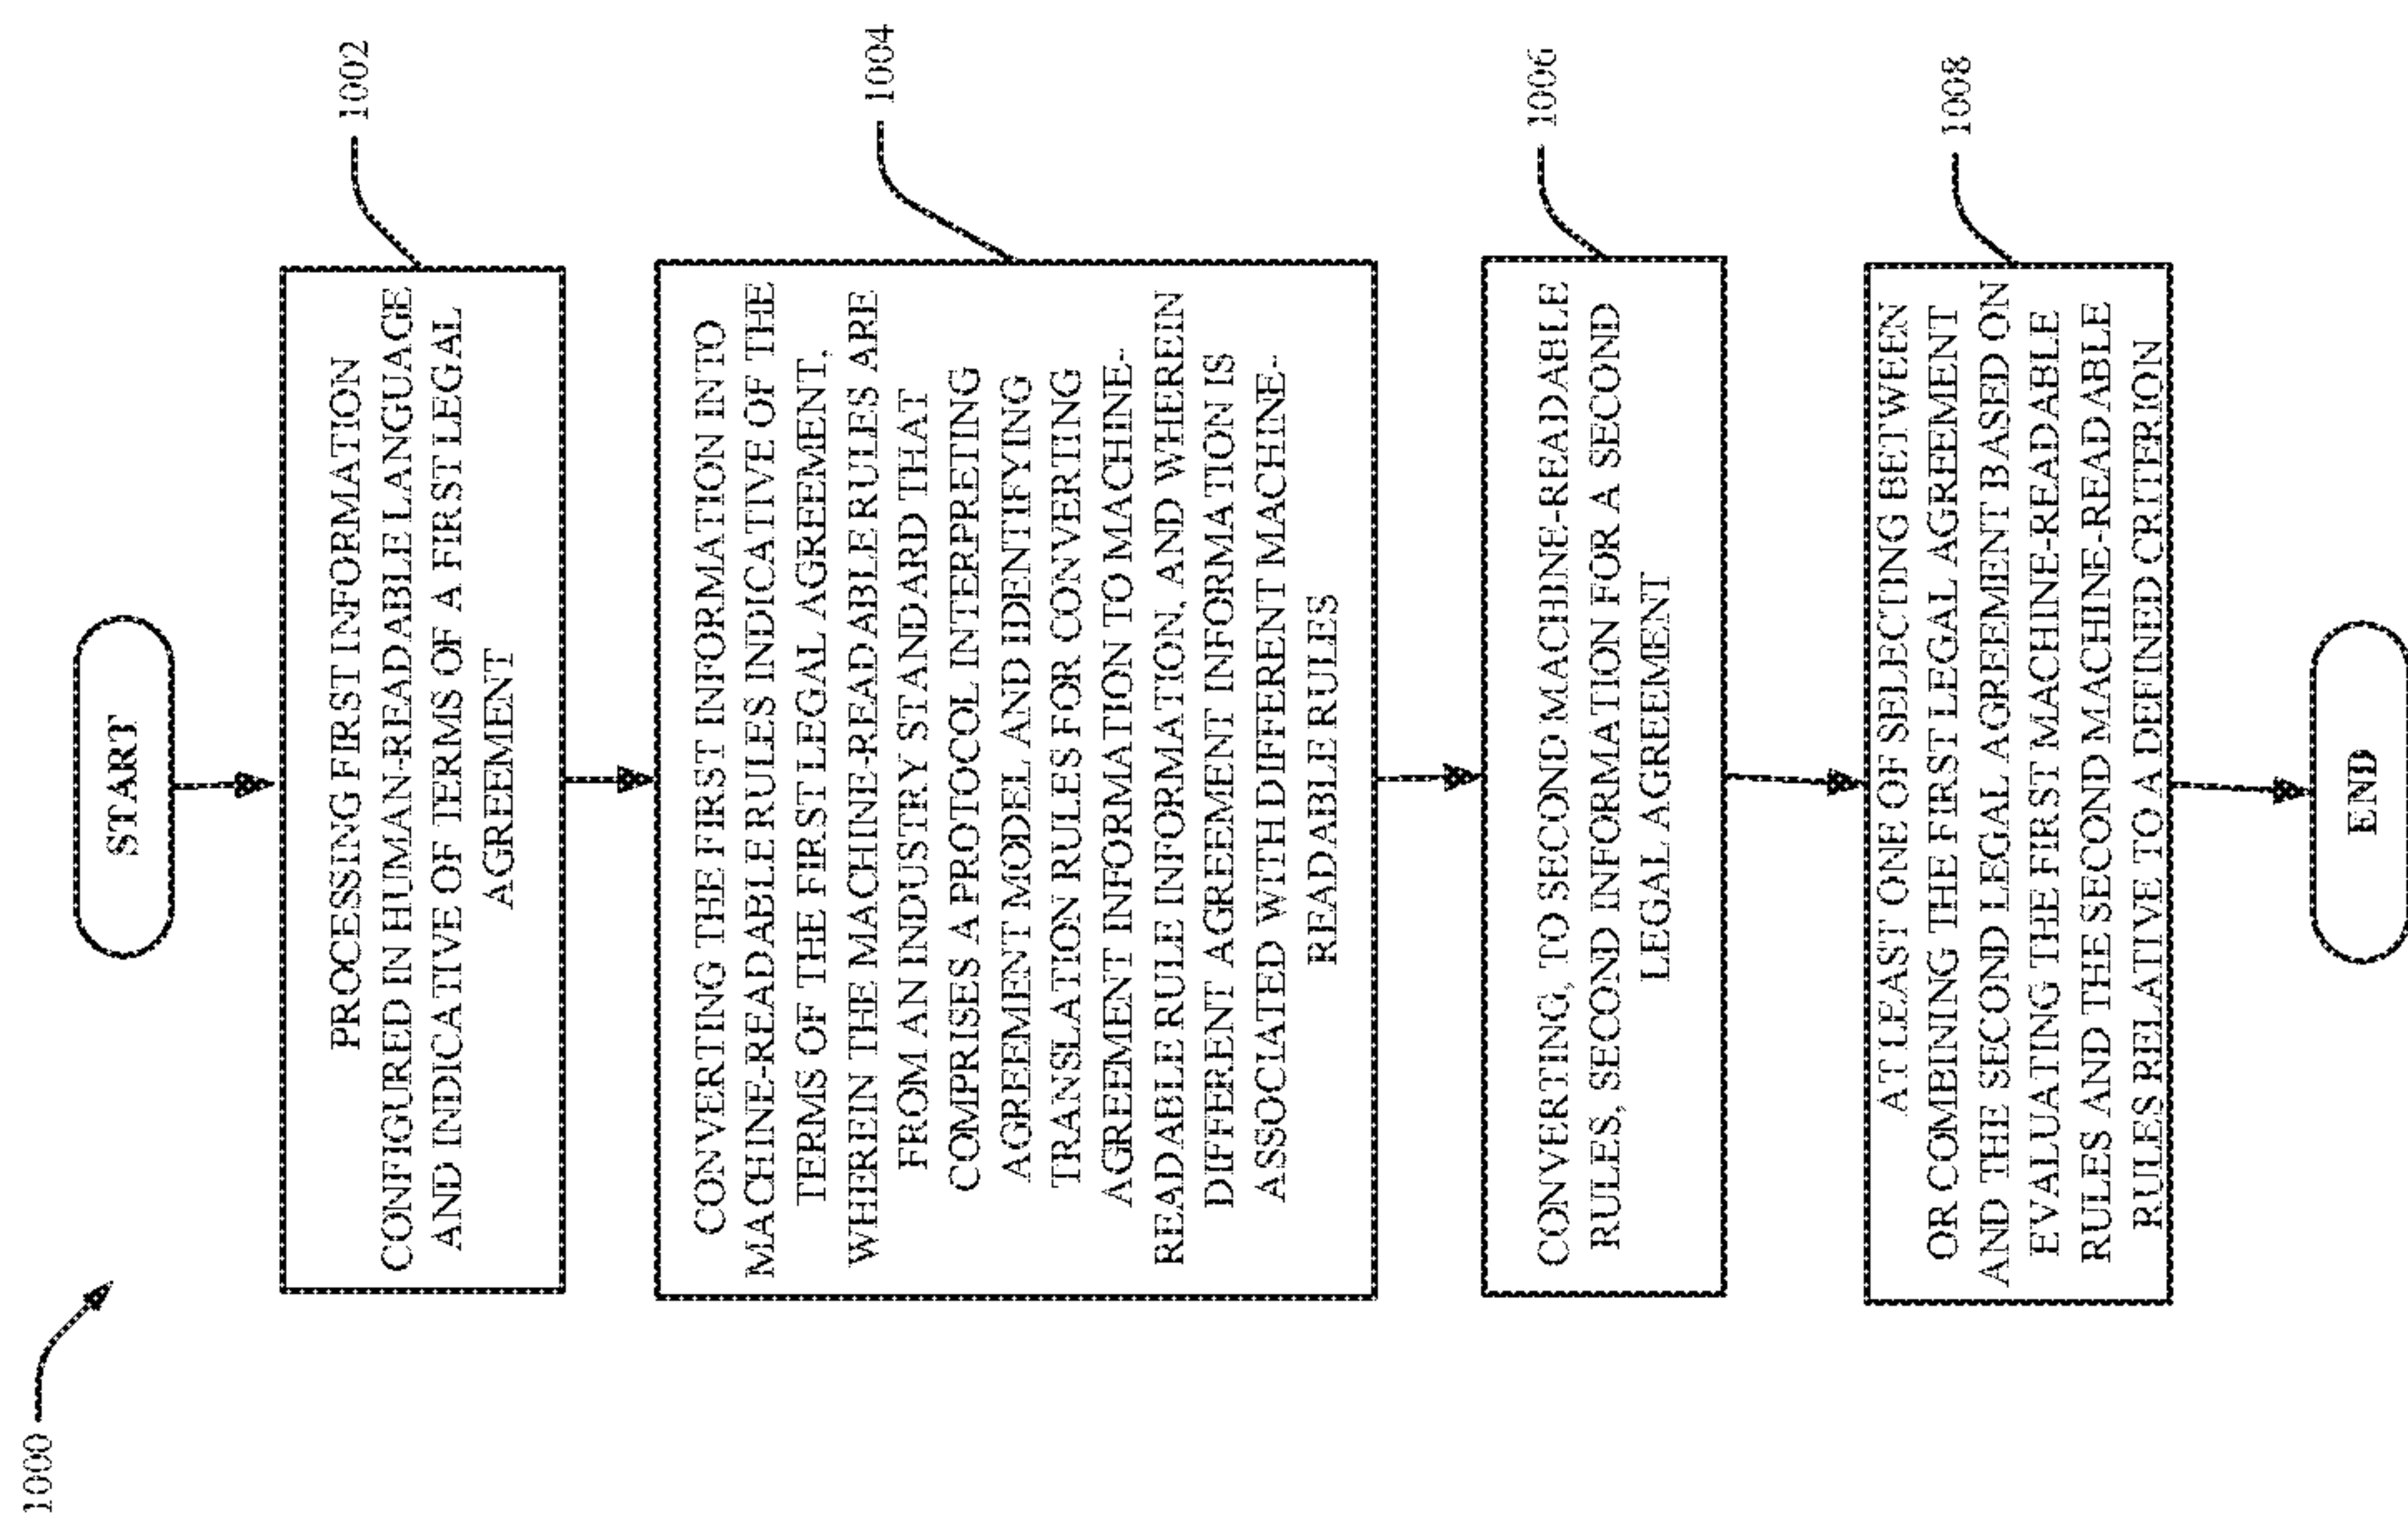 1000
START
PROCESSING FIRST INFORMATION
CONFIGURED IN HUMAN-READABLE LANGUAGE
AND INDICATIVE OF TERMS OF A FIRST LEGAL
AGREEMENT
1002
CONVERTING THE FIRST INFORMATION INTO
MACHINE-READABLE RULES INDICATIVE OF THE
TERMS OF THE FIRST LEGAL AGREEMENT,
WHEREIN THE MACHINE-READABLE RULES ARE
FROM AN INDUSTRY STANDARD THAT
COMPRISES A PROTOCOL INTERPRETING
AGREEMENT MODEL AND IDENTIFYING
TRANSLATION RULES FOR CONVERTING
AGREEMENT INFORMATION TO MACHINE-
READABLE RULE INFORMATION, AND WHEREIN
DIFFERENT AGREEMENT INFORMATION IS
ASSOCIATED WITH DIFFERENT MACHINE-
READABLE RULES
1004
CONVERTING, TO SECOND MACHINE-READABLE
RULES, SECOND INFORMATION FOR A SECOND
LEGAL AGREEMENT
1006
AT LEAST ONE OF SELECTING BETWEEN
OR COMBINING THE FIRST LEGAL AGREEMENT
AND THE SECOND LEGAL AGREEMENT BASED ON
EVALUATING THE FIRST MACHINE-READABLE
RULES AND THE SECOND MACHINE-READABLE
RULES RELATIVE TO A DEFINED CRITERION
1008
END